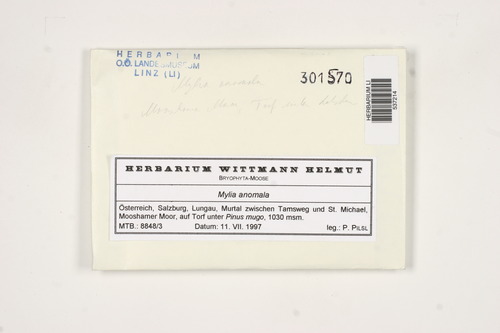 HERBARIUM
O.Ö. LANDESMUSEUM
LINZ (LI)
301570
HERBARIUM LI
537214
Mylia anomala
HERBARIUM WITTMANN HELMUT
BRYOPHYTA-MOOSE
Mylia anomala
Österreich, Salzburg, Lungau, Murtal zwischen Tamsweg und St. Michael,
Mooshamer Moor, auf Torf unter Pinus mugo, 1030 msm.
MTB.: 8848/3 Datum: 11. VII. 1997 leg.: P. PILSL